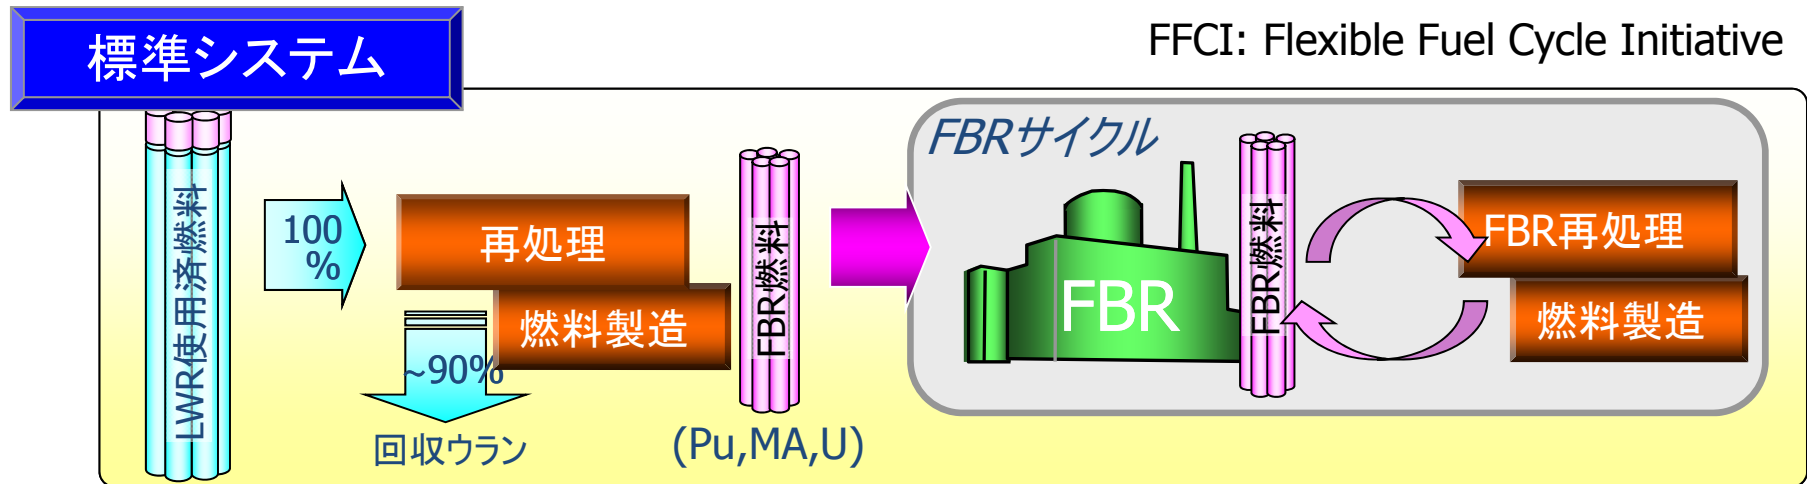 標準システム
FFCI: Flexible Fuel Cycle Initiative
LWR使用済燃料
100
%
再処理
燃料製造
~90%
回収ウラン
FBR燃料
(Pu,MA,U)
FBRサイクル
FBR
FBR燃料
FBR再処理
燃料製造